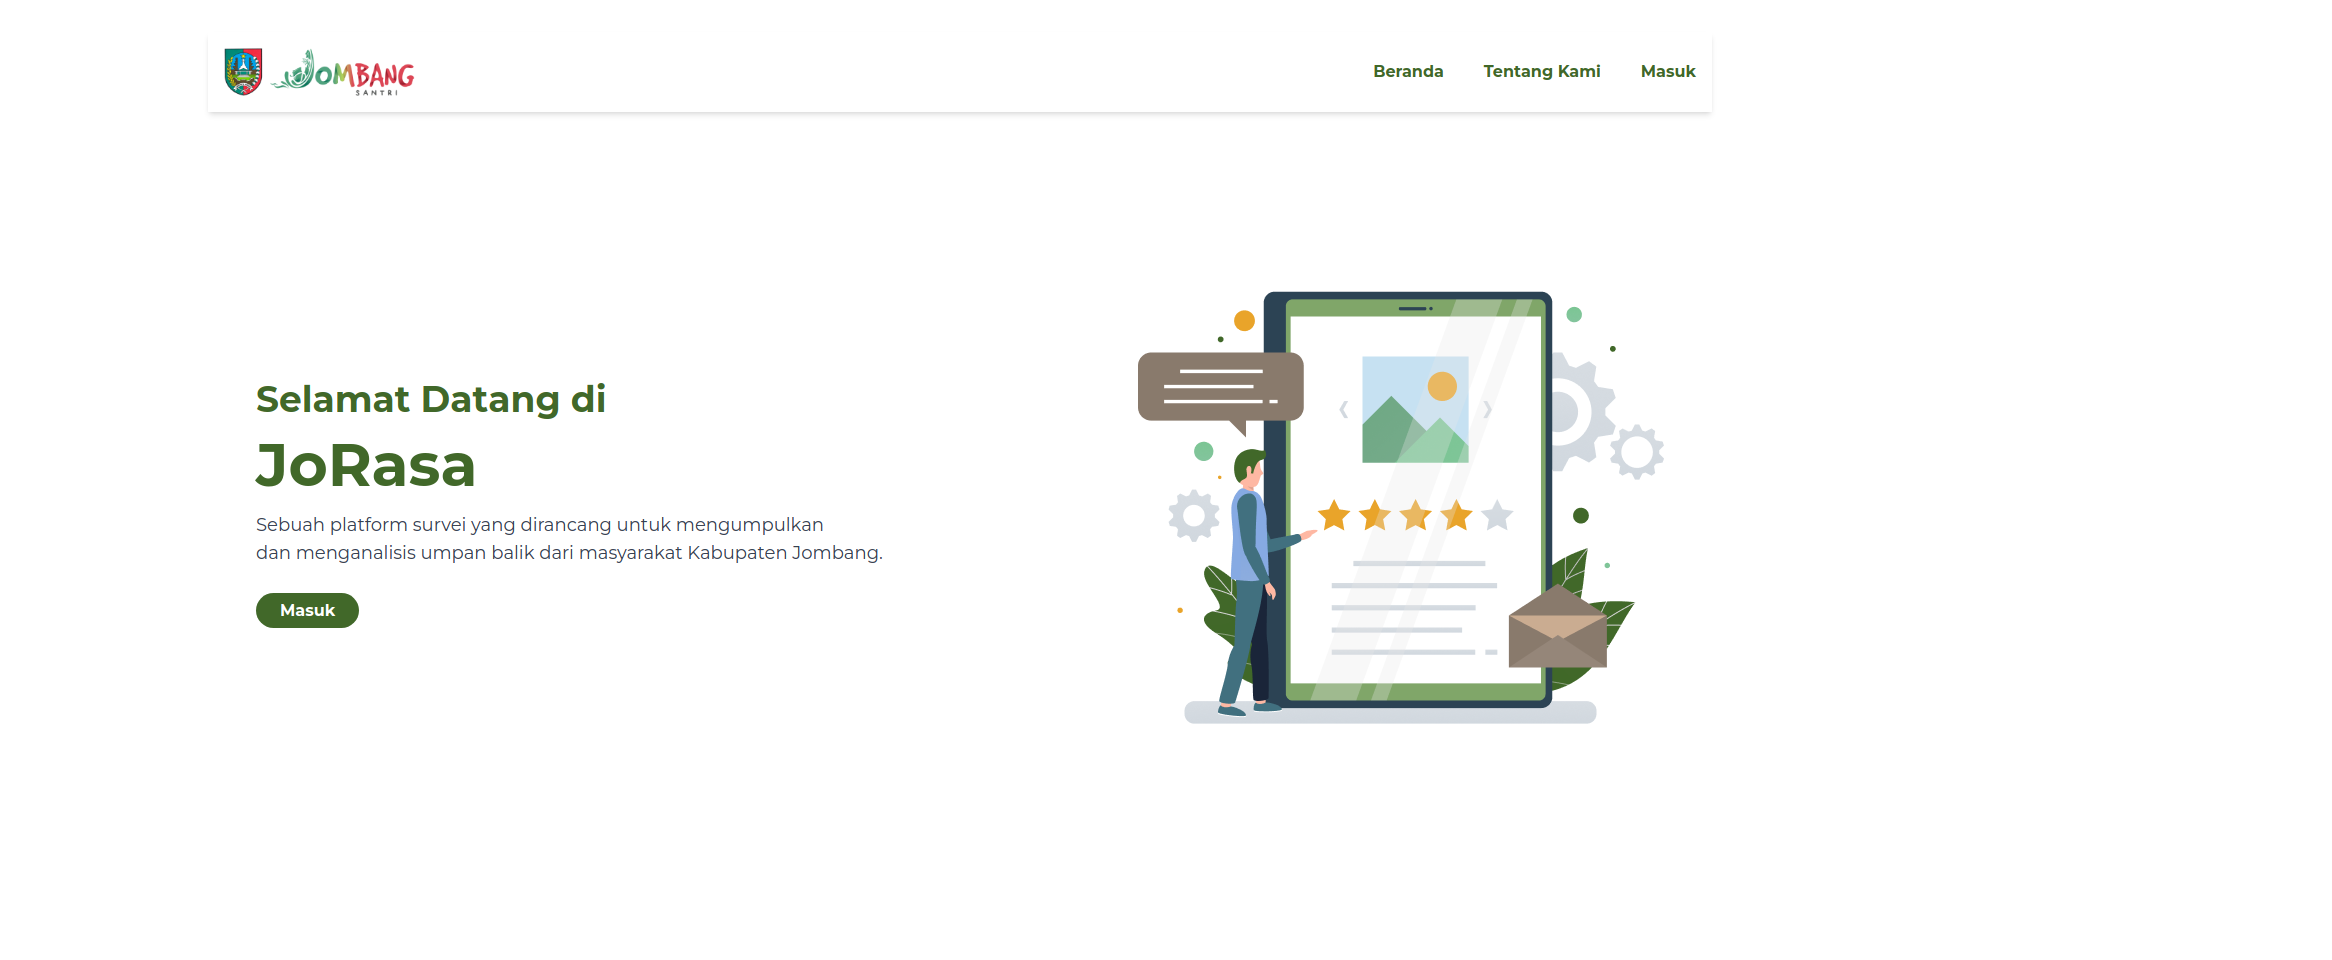 JOMBANG
SANTRI
Beranda
Tentang Kami
Masuk
Selamat Datang di
JoRasa
Sebuah platform survei yang dirancang untuk mengumpulkan
dan menganalisis umpan balik dari masyarakat Kabupaten Jombang.
Masuk